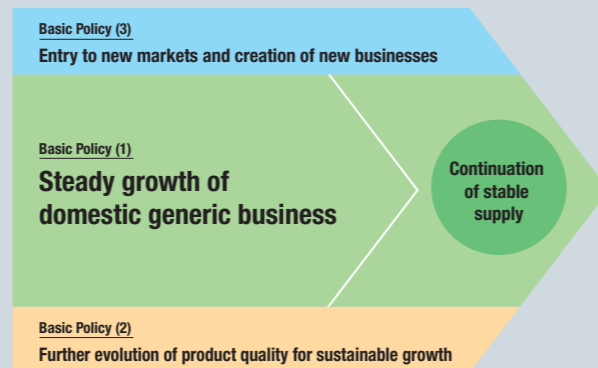 Basic Policy (3)
Entry to new markets and creation of new businesses
Basic Policy (1)
Steady growth of
domestic generic business
Continuation
of stable
supply
Basic Policy (2)
Further evolution of product quality for sustainable growth